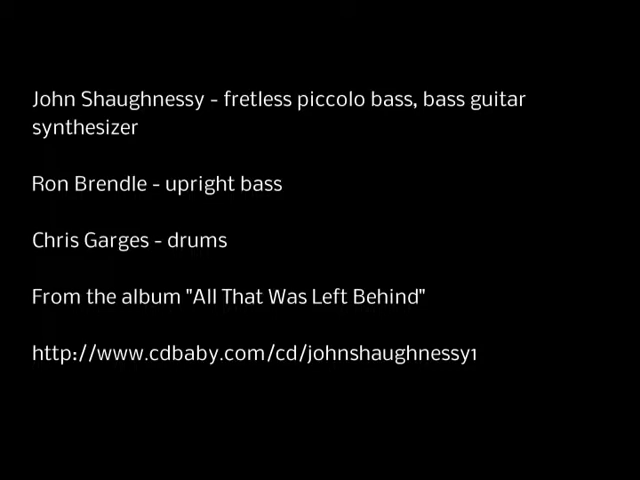 John Shaughnessy - fretless piccolo bass, bass guitar
synthesizer
Ron Brendle - upright bass
Chris Garges - drums
From the album "All That Was Left Behind"
http://www.cdbaby.com/cd/johnshaughnessy1